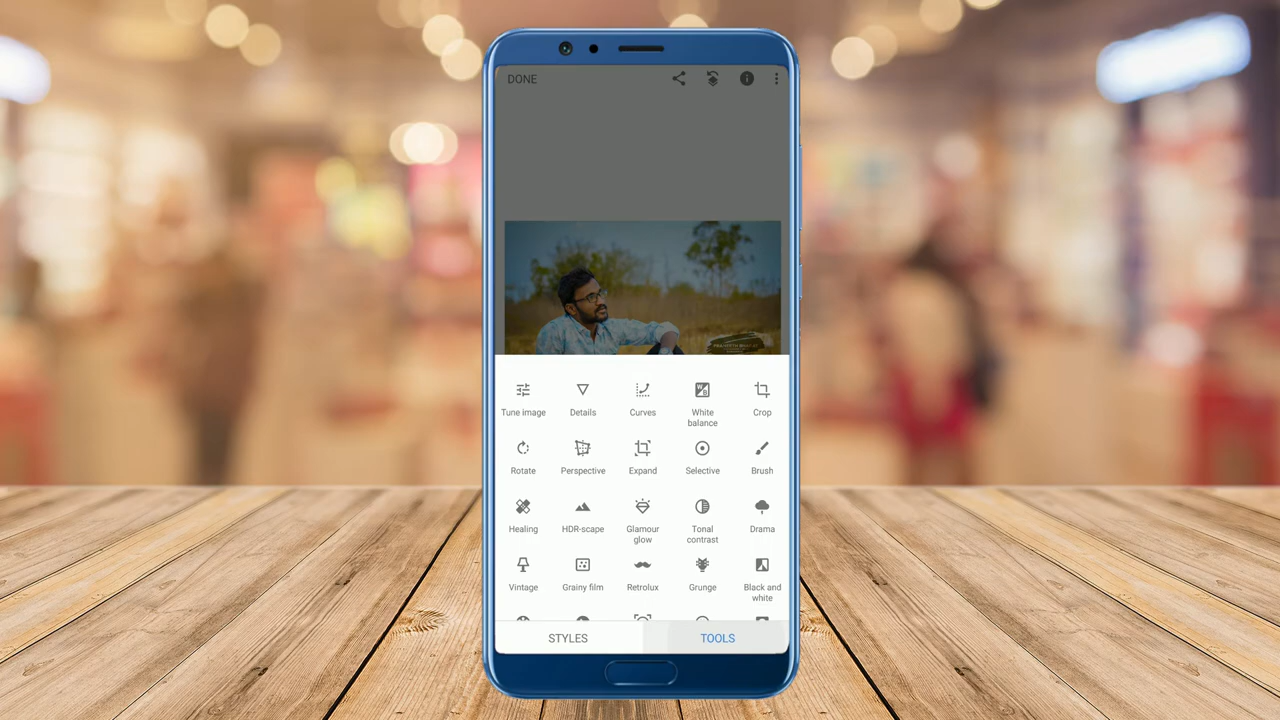 DONE
Tune image
Details
Curves
White
balance
Crop
Rotate
Perspective
Expand
Selective
Brush
Healing
HDR-scape
Glamour
glow
Tonal
contrast
Drama
Vintage
Grainy film
Retrolux
Grunge
Black and
white
STYLES
TOOLS